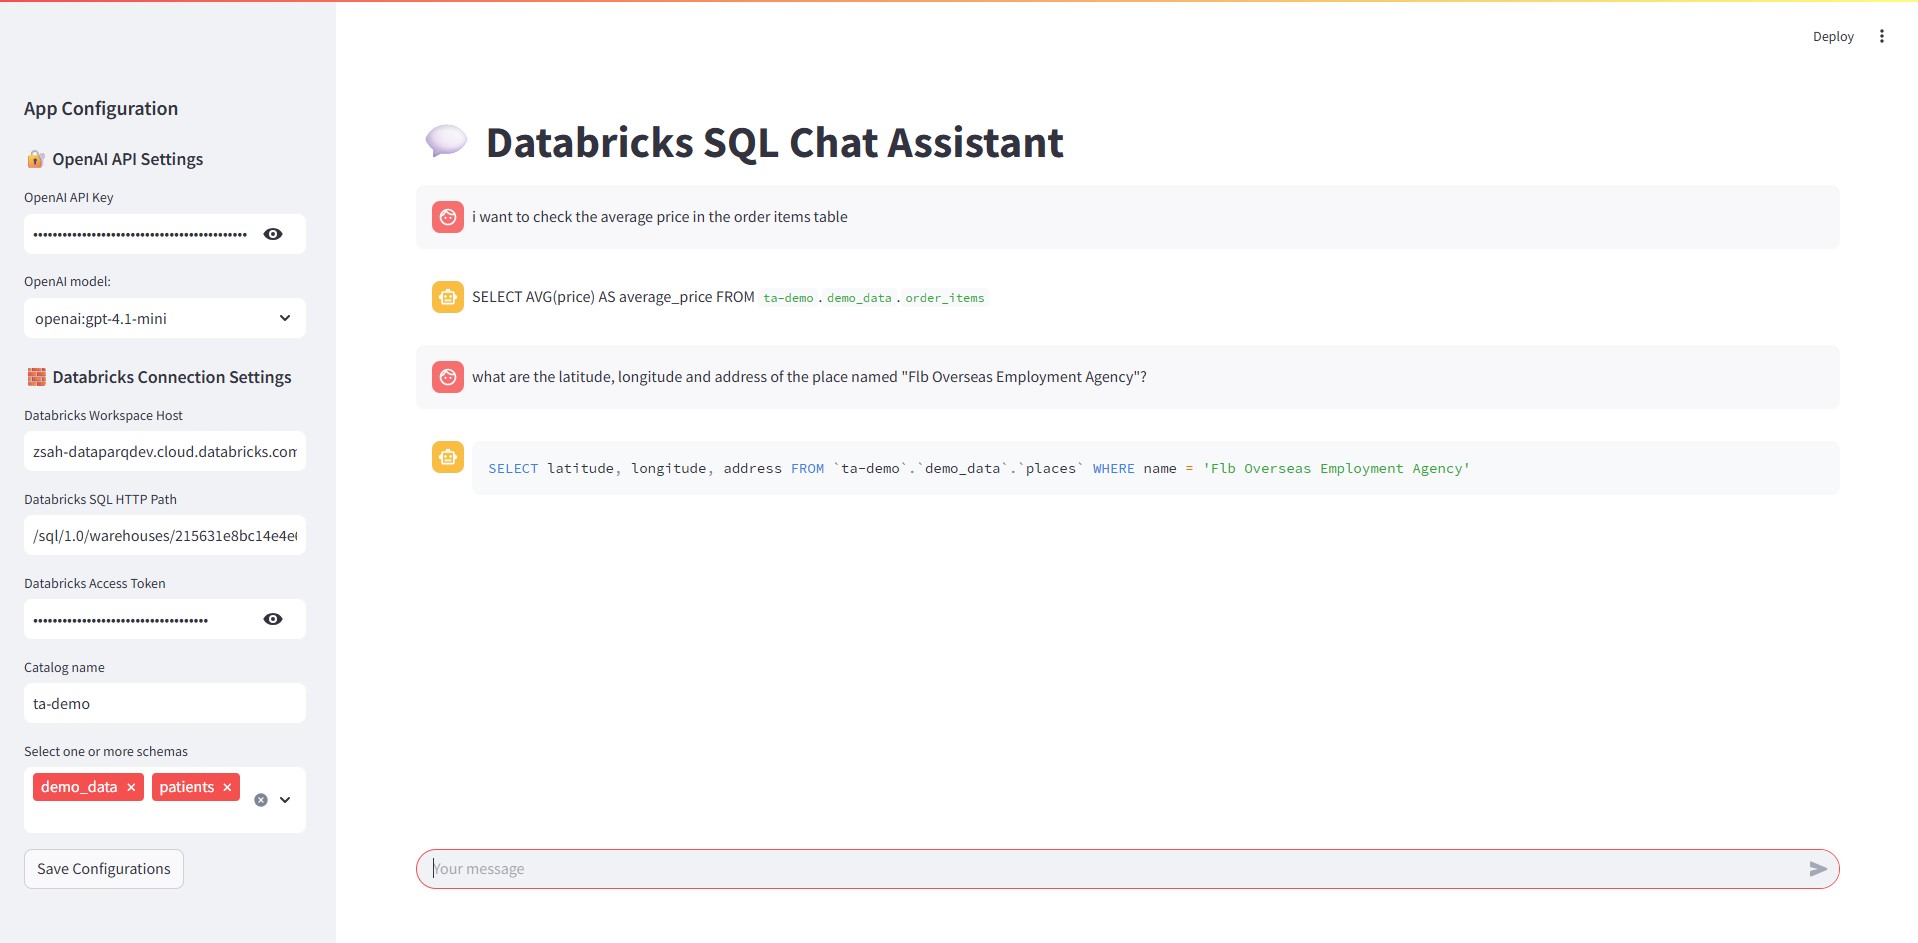 Deploy
App Configuration
OpenAI API Settings
OpenAI API Key
OpenAI model:
openai:gpt-4.1-mini
Databricks Connection Settings
Databricks Workspace Host
zsah-dataparqdev.cloud.databricks.com
Databricks SQL HTTP Path
/sql/1.0/warehouses/215631e8bc14e4e
Databricks Access Token
Catalog name
ta-demo
Select one or more schemas
demo_data × patients ×
Save Configurations
Databricks SQL Chat Assistant
i want to check the average price in the order items table
SELECT AVG(price) AS average_price FROM ta-demo . demo_data . order_items
what are the latitude, longitude and address of the place named "Flb Overseas Employment Agency"?
SELECT latitude, longitude, address FROM `ta-demo`.`demo_data`.`places` WHERE name = 'Flb Overseas Employment Agency'
Your message